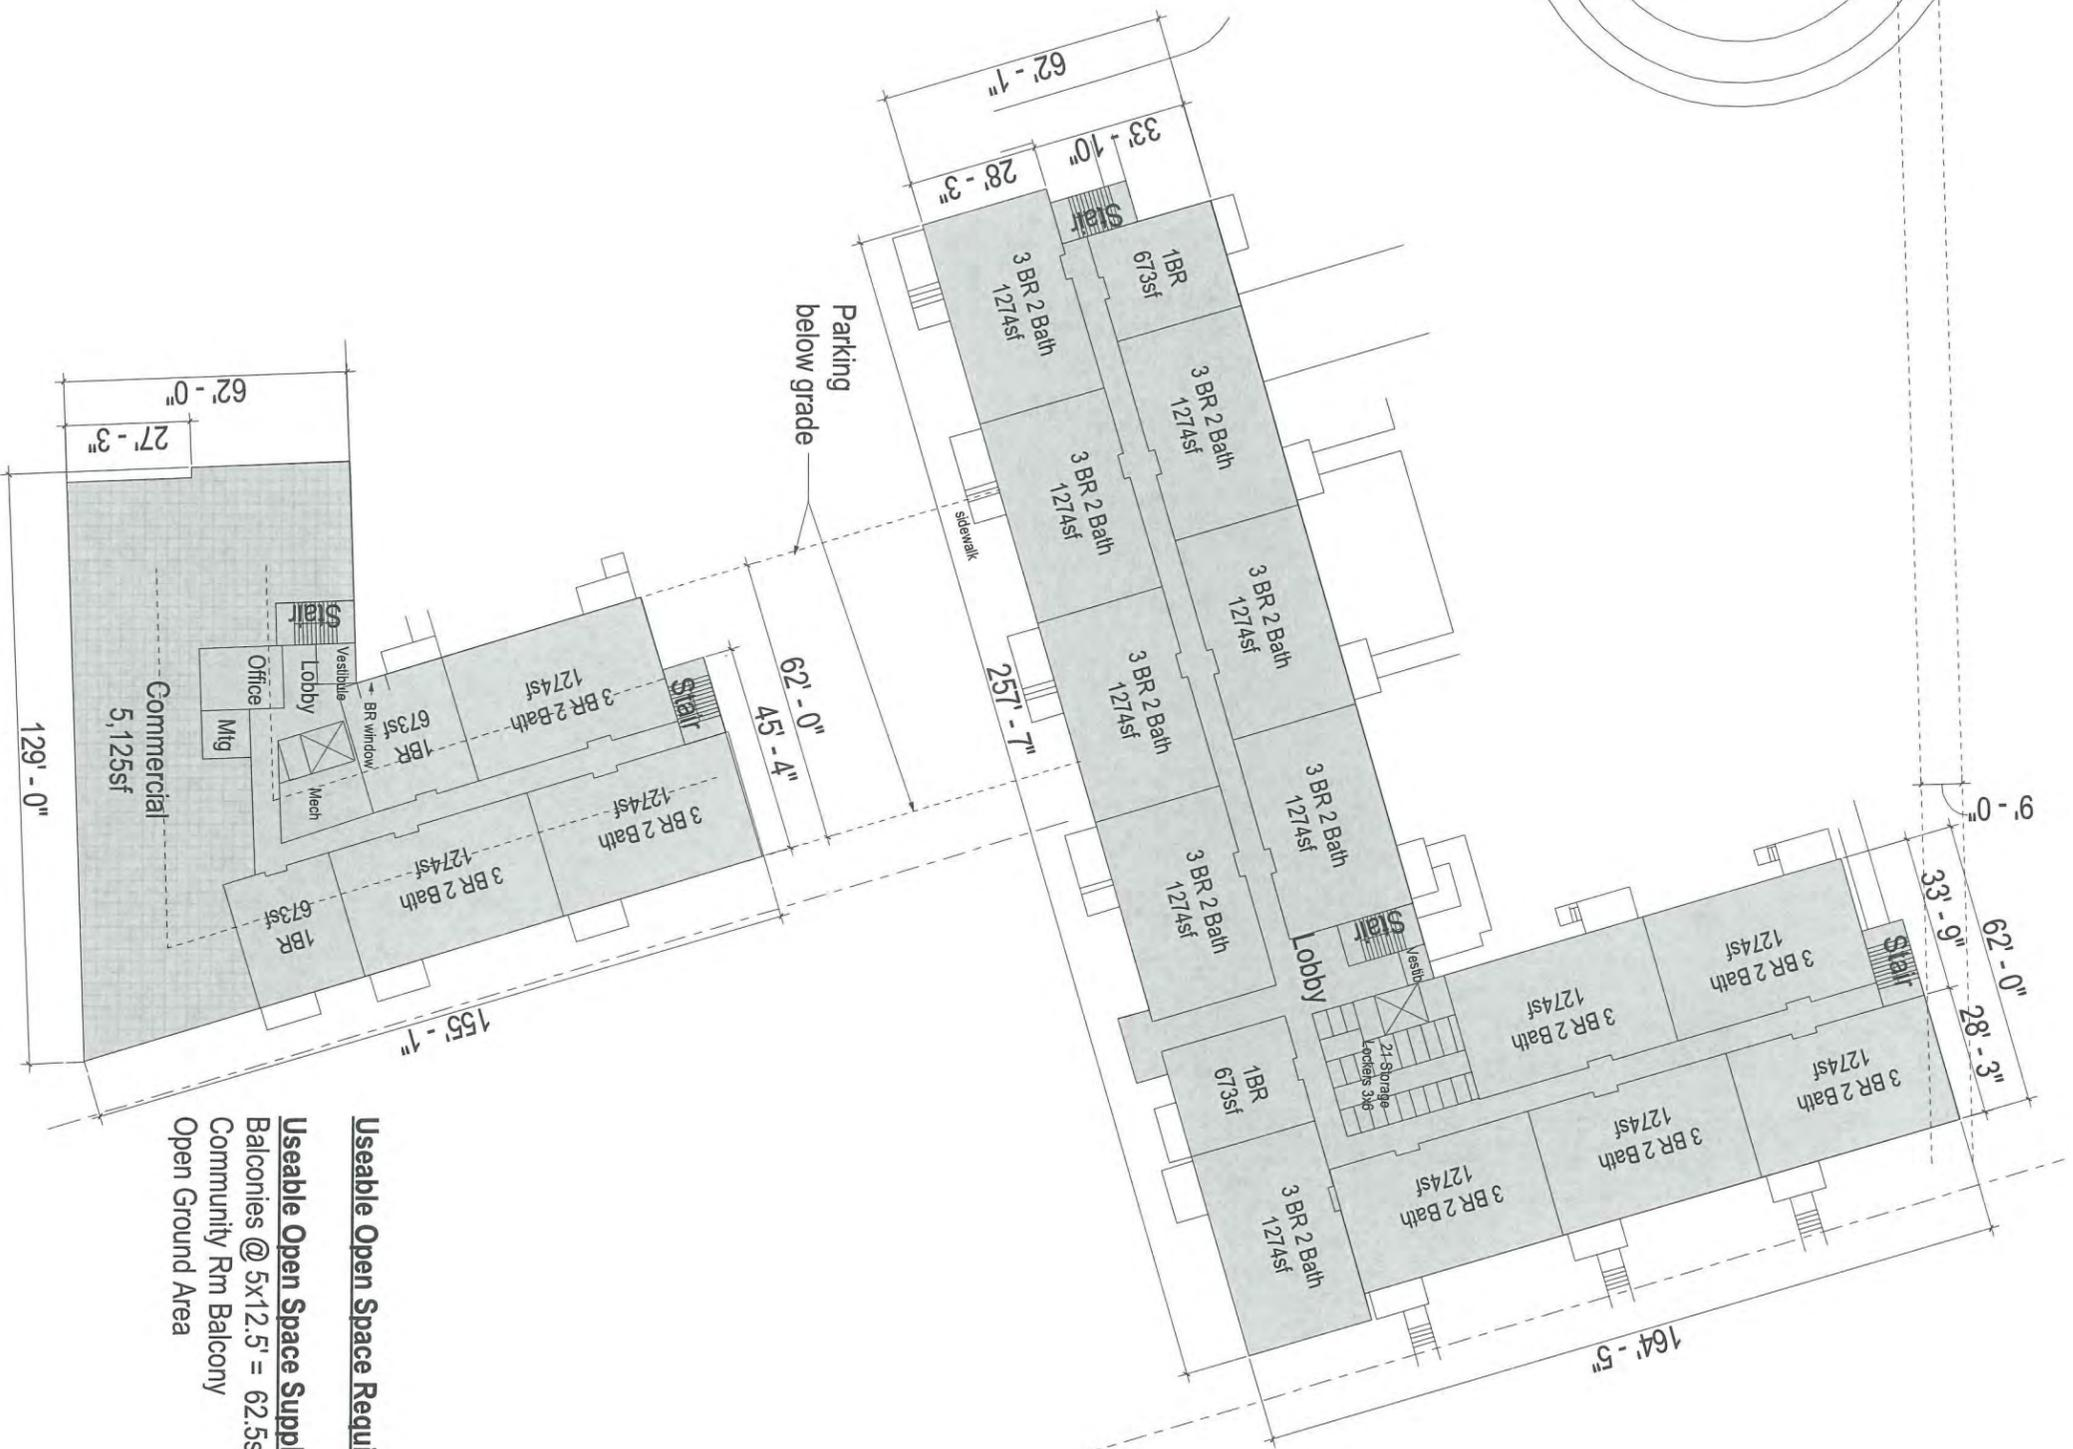 62' - 1"
33' - 10"
28' - 3"
Stair
1BR
673sf
3 BR 2 Bath
1274sf
3 BR 2 Bath
1274sf
3 BR 2 Bath
1274sf
3 BR 2 Bath
1274sf
3 BR 2 Bath
1274sf
3 BR 2 Bath
1274sf
3 BR 2 Bath
1274sf
sidewalk
257' - 7"
Parking
below grade
Lobby
Stair
Vestib
21-Storage
Lockers 3x6
1BR
673sf
3 BR 2 Bath
1274sf
3 BR 2 Bath
1274sf
3 BR 2 Bath
1274sf
3 BR 2 Bath
1274sf
3 BR 2 Bath
1274sf
3 BR 2 Bath
1274sf
Stair
9' - 0"
33' - 9"
62' - 0"
28' - 3"
164' - 5"
62' - 0"
27' - 3"
129' - 0"
Commercial
5,125sf
Stair
Vestibule
Lobby
Office
Mtg
Mech
BR window
1BR
673sf
3 BR 2 Bath
1274sf
Stair
62' - 0"
45' - 4"
3 BR 2 Bath
1274sf
3 BR 2 Bath
1274sf
1BR
673sf
155' - 1"
Useable Open Space Requi
Useable Open Space Suppl
Balconies @ 5x12.5' = 62.5s
Community Rm Balcony
Open Ground Area